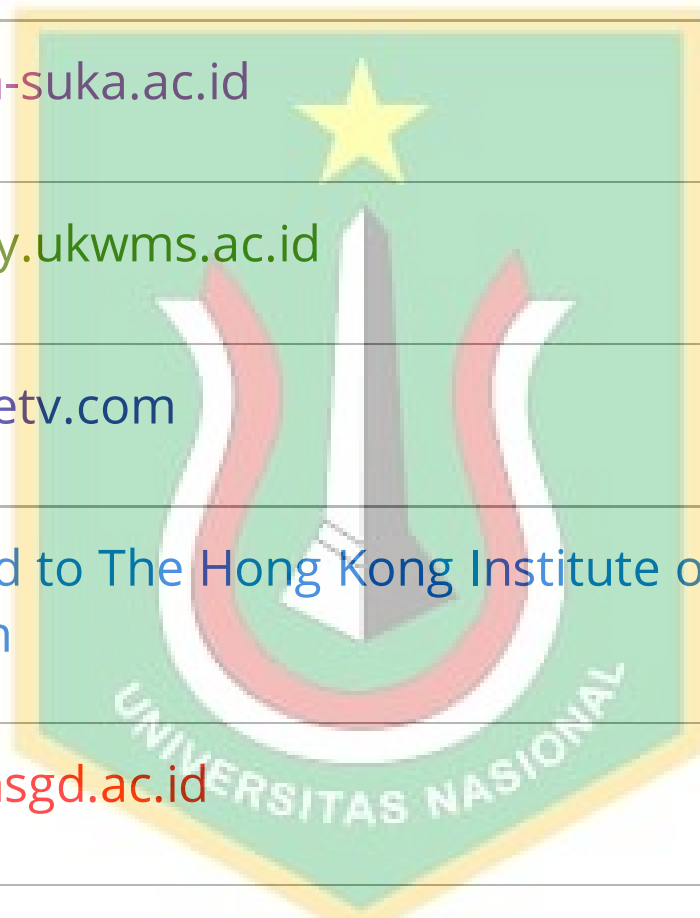 -suka.ac.id
y.ukwms.ac.id
etv.com
d to The Hong Kong Institute o
n
sgd.ac.id
UNIVERSITAS NASIONAL